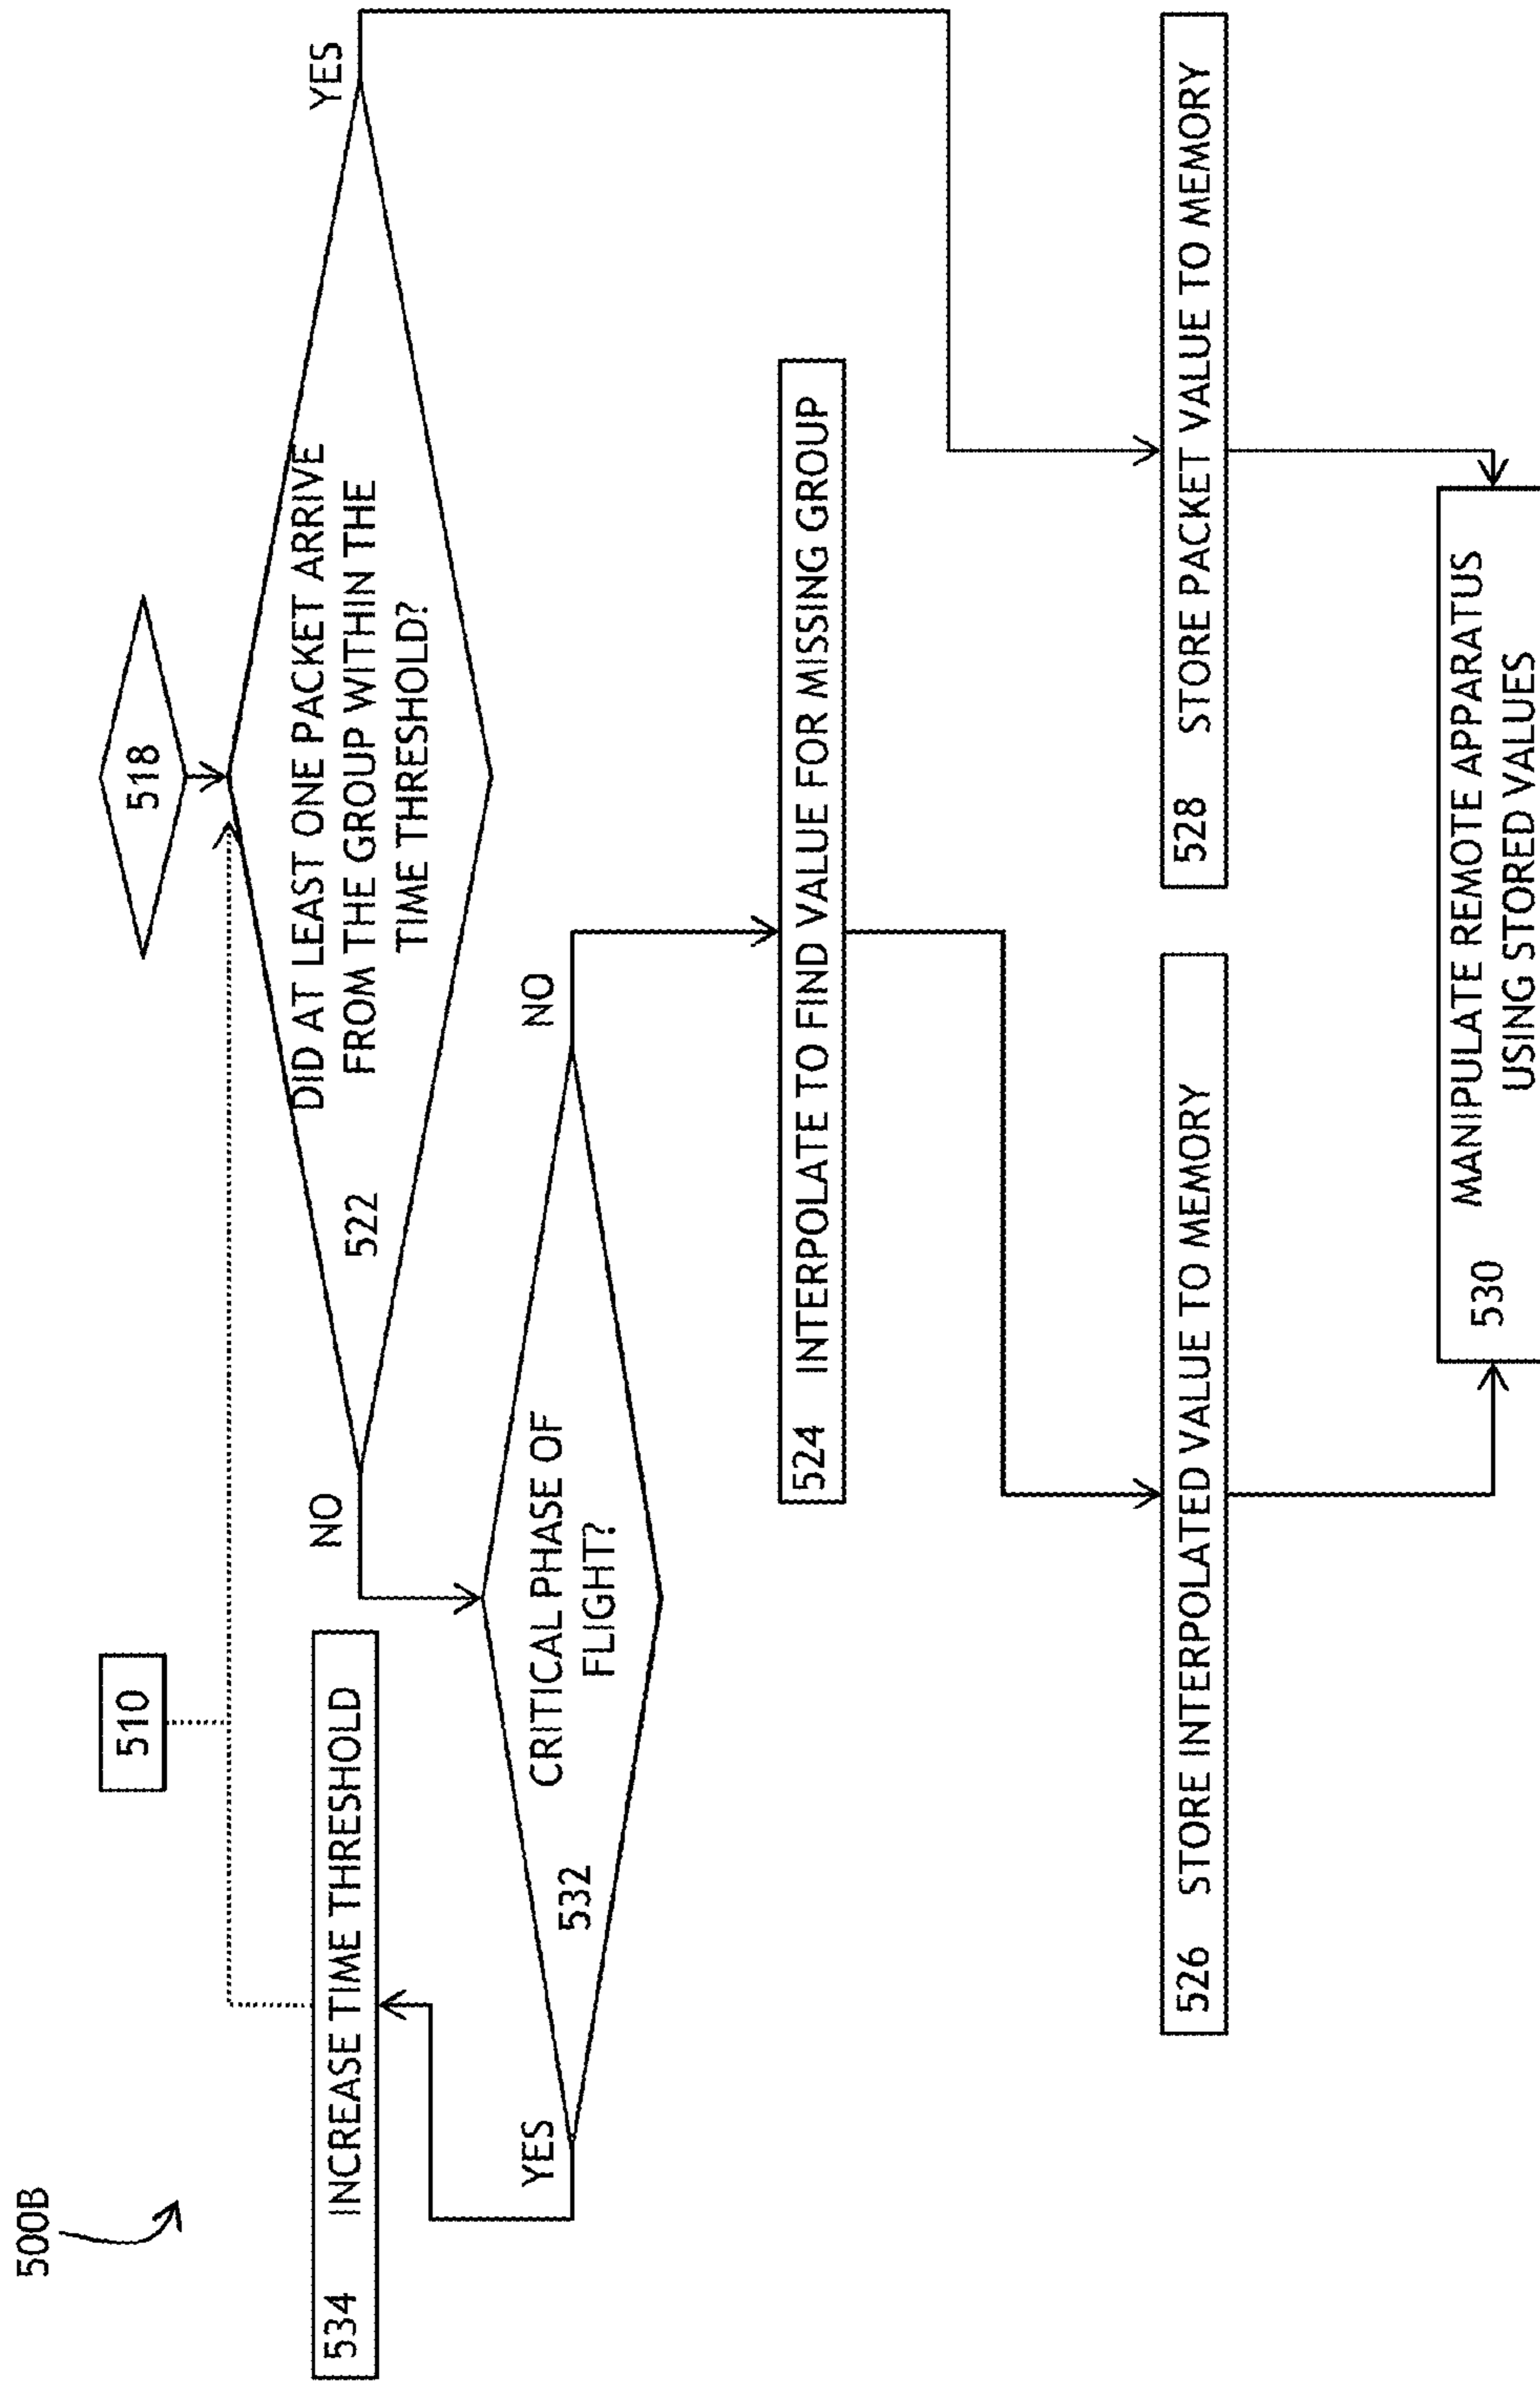 500B
510
518
534 INCREASE TIME THRESHOLD
NO
DID AT LEAST ONE PACKET ARRIVE
FROM THE GROUP WITHIN THE
TIME THRESHOLD?
522
YES
YES
CRITICAL PHASE OF
FLIGHT?
532
NO
524 INTERPOLATE TO FIND VALUE FOR MISSING GROUP
526 STORE INTERPOLATED VALUE TO MEMORY
528 STORE PACKET VALUE TO MEMORY
MANIPULATE REMOTE APPARATUS
530
USING STORED VALUES